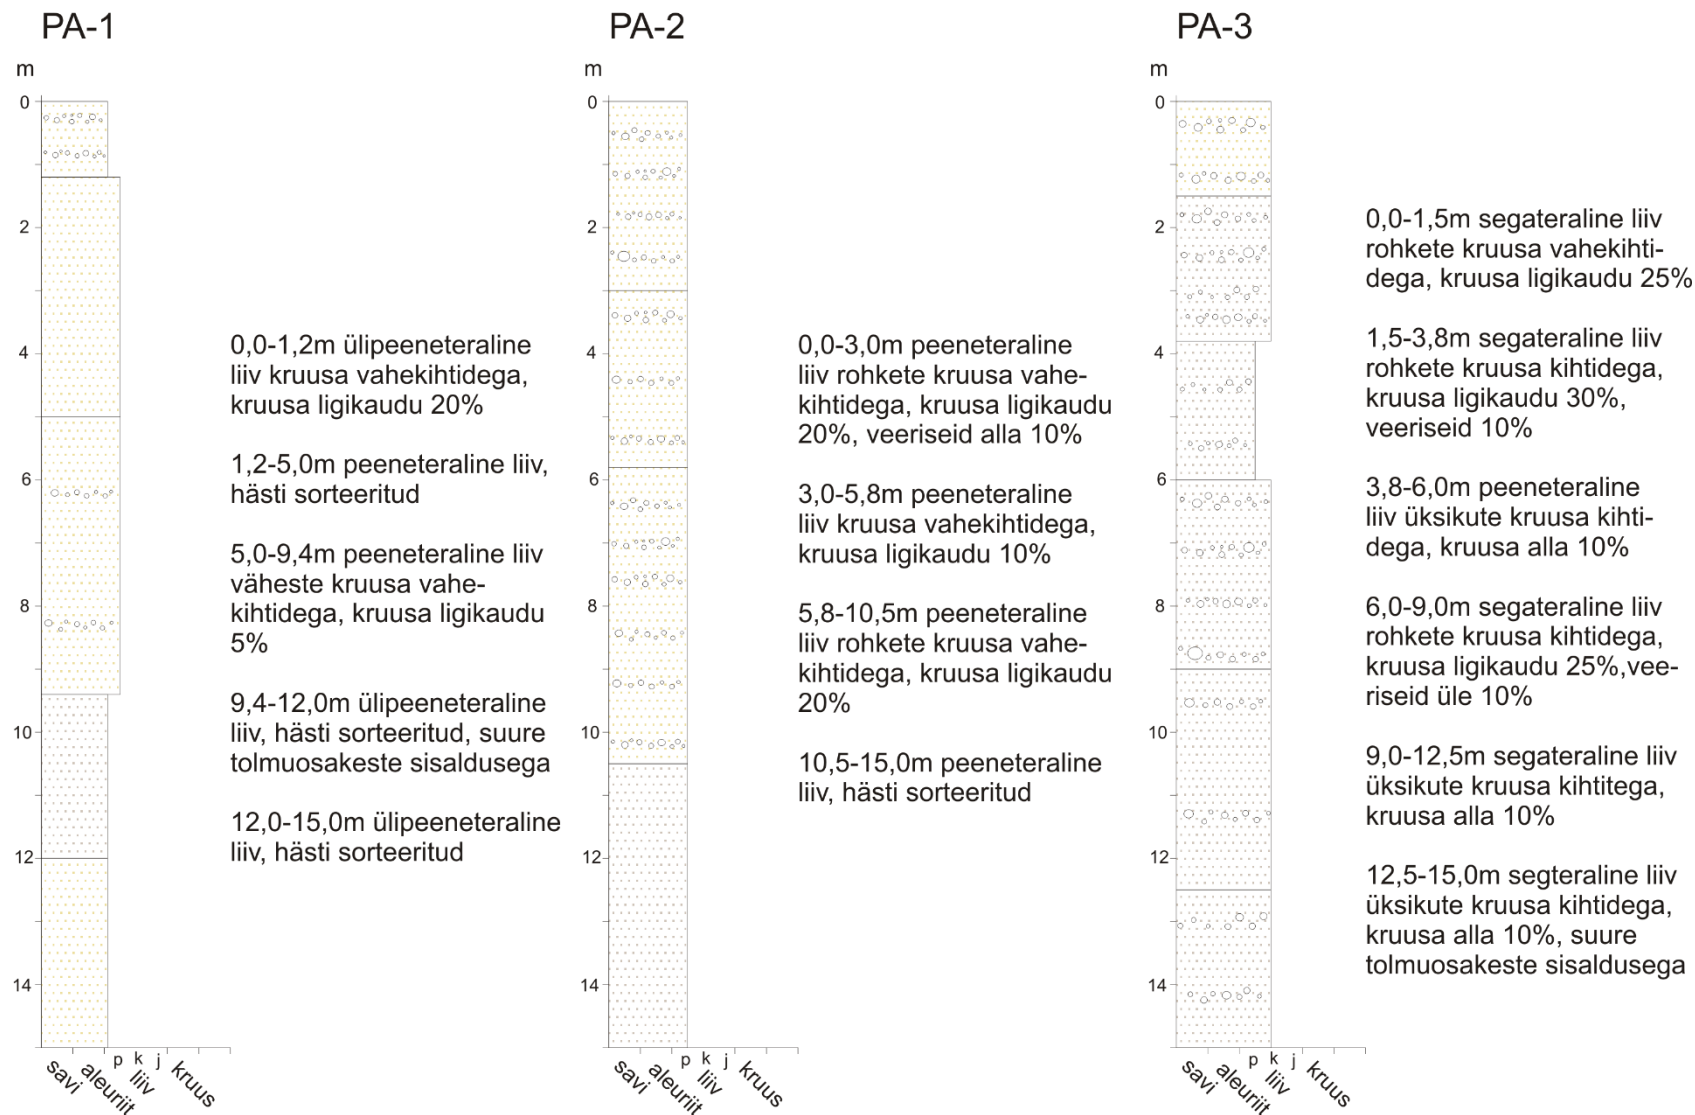 PA-1
m
0
2
4
6
8
10
12
14
savi
aleuriit
p k j
liiv
kruus
0,0-1,2m ülipeeneteraline
liiv kruusa vahekihtidega,
kruusa ligikaudu 20%
1,2-5,0m peeneteraline liiv,
hästi sorteeritud
5,0-9,4m peeneteraline liiv
väheste kruusa vahe-
kihtidega, kruusa ligikaudu
5%
9,4-12,0m ülipeeneteraline
liiv, hästi sorteeritud, suure
tolmuosakeste sisaldusega
12,0-15,0m ülipeeneteraline
liiv, hästi sorteeritud
PA-2
m
0
2
4
6
8
10
12
14
savi
aleuriit
p k j
liiv
kruus
0,0-3,0m peeneteraline
liiv rohkete kruusa vahe-
kihtidega, kruusa ligikaudu
20%, veeriseid alla 10%
3,0-5,8m peeneteraline
liiv kruusa vahekihtidega,
kruusa ligikaudu 10%
5,8-10,5m peeneteraline
liiv rohkete kruusa vahe-
kihtidega, kruusa ligikaudu
20%
10,5-15,0m peeneteraline
liiv, hästi sorteeritud
PA-3
m
0
2
4
6
8
10
12
14
savi
aleuriit
p k j
liiv
kruus
0,0-1,5m segateraline liiv
rohkete kruusa vahekihti-
dega, kruusa ligikaudu 25%
1,5-3,8m segateraline liiv
rohkete kruusa kihtidega,
kruusa ligikaudu 30%,
veeriseid 10%
3,8-6,0m peeneteraline
liiv üksikute kruusa kihti-
dega, kruusa alla 10%
6,0-9,0m segateraline liiv
rohkete kruusa kihtidega,
kruusa ligikaudu 25%,vee-
riseid üle 10%
9,0-12,5m segateraline liiv
üksikute kruusa kihtitega,
kruusa alla 10%
12,5-15,0m segteraline liiv
üksikute kruusa kihtidega,
kruusa alla 10%, suure
tolmuosakeste sisaldusega